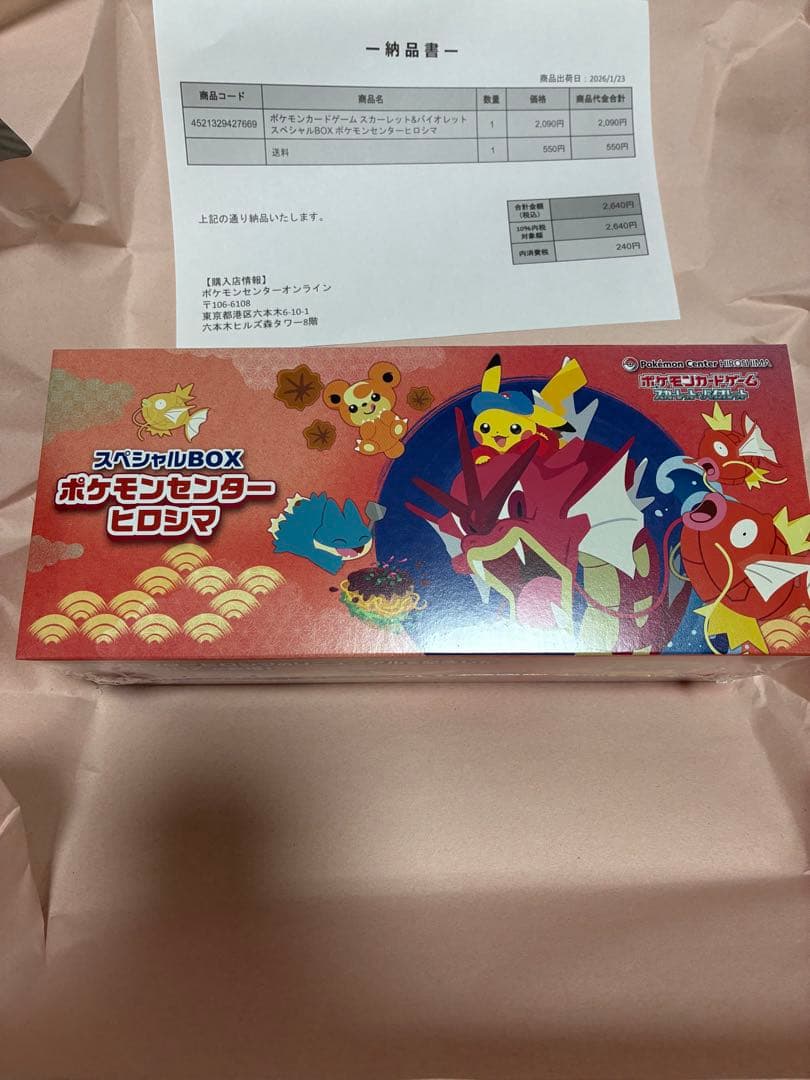 ー納品書ー
商品出荷日：2026/1/23
商品コード 商品名 数量 価格 商品代金合計
4521329427669 ポケモンカードゲーム スカーレット&バイオレット スペシャルBOX ポケモンセンターヒロシマ 1 2,090円 2,090円
送料 1 550円 550円
合計金額（税込） 2,640円
10%内税対象額 2,640円
内消費税 240円
上記の通り納品いたします。
【購入店情報】
ポケモンセンターオンライン
〒106-6108
東京都港区六本木6-10-1
六本木ヒルズ森タワー8階
Pokémon Center HIROSHIMA
ポケモンカードゲーム
スカーレット&バイオレット
スペシャルBOX
ポケモンセンター
ヒロシマ